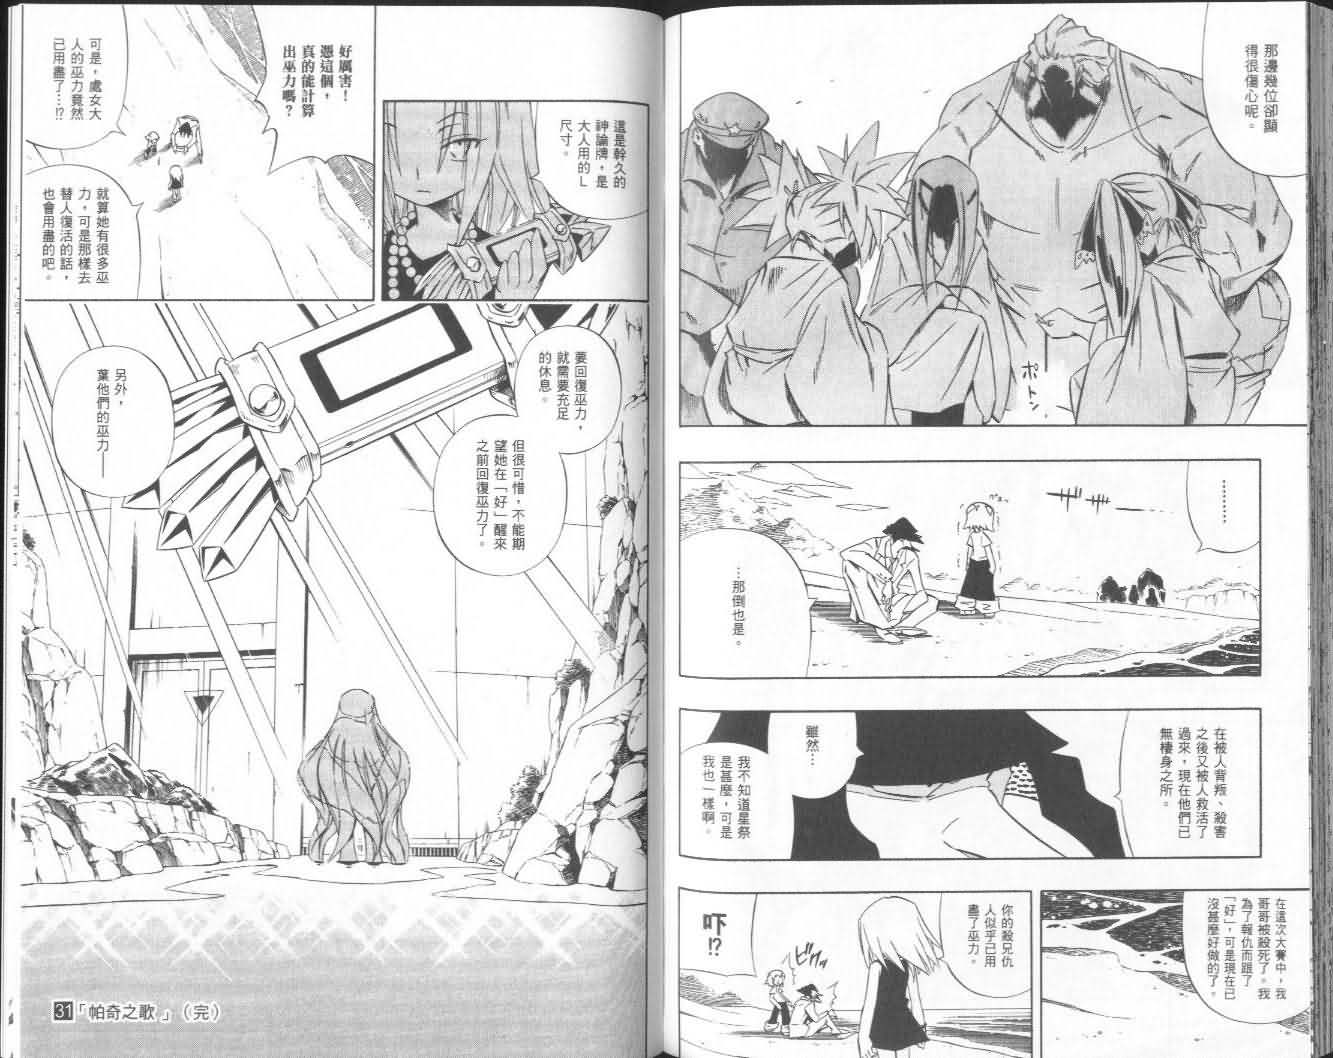 那邊幾位卻顯
得很傷心呢。
ポトン
………
…那倒也是。
在被人背叛、殺害
之後又被人救活了
過來，現在他們已
無棲身之所。
雖然…
我不知道星祭
是甚麼，可是
我也一樣啊。
在這次大賽中，我
哥哥被殺死了。我
為了報仇而跟了
「好」，可是現在已
沒甚麼好做的了。
你的殺兄仇
人似乎已用
盡了巫力。
ビクッ
吓!?
這是幹久的
神諭牌，是
大人用的L
尺寸。
好厲害！
憑這個，
真的能計算
出巫力嗎？
可是，處女大
人的巫力竟然
已用盡了…!?
就算她有很多巫
力，可是那樣去
替人復活的話，
也會用盡的吧。
要回復巫力，
就需要充足
的休息。
但很可惜，不能期
望她在「好」醒來
之前回復巫力了。
另外，
葉他們的巫力——
31「帕奇之歌」（完）